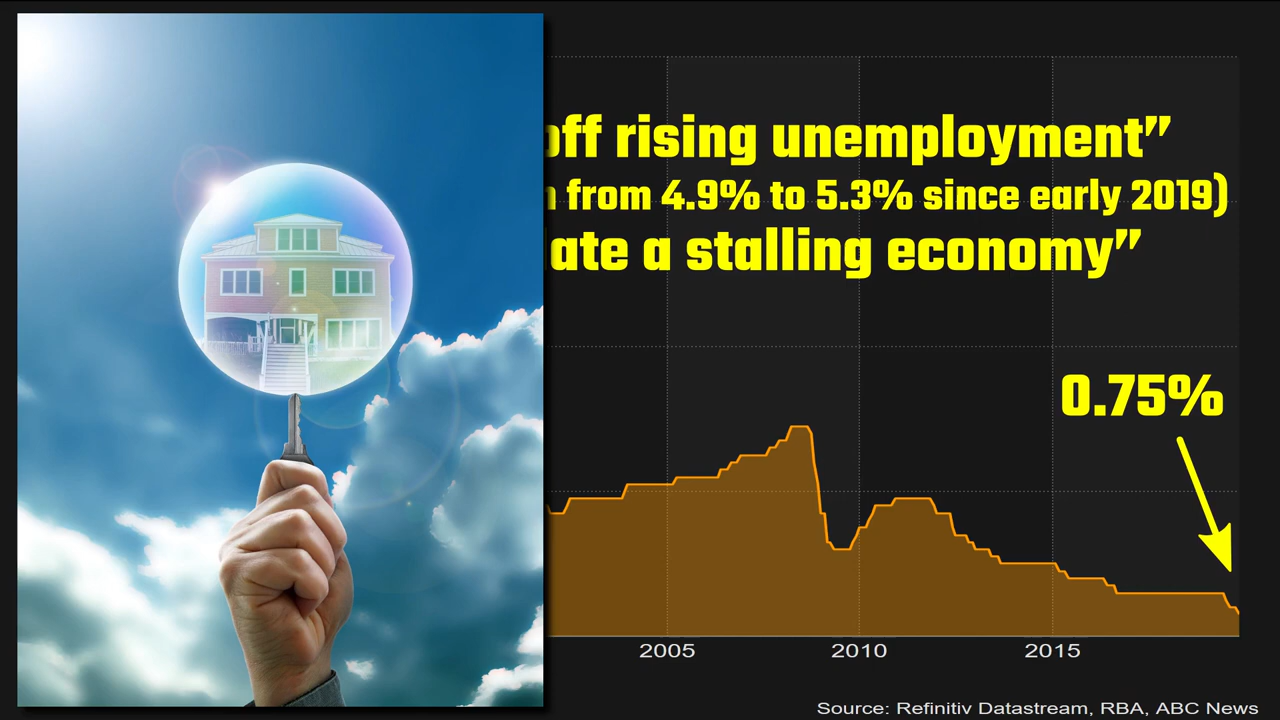 off rising unemployment”
from 4.9% to 5.3% since early 2019)
a stalling economy”
0.75%
2005 2010 2015
Source: Refinitiv Datastream, RBA, ABC News